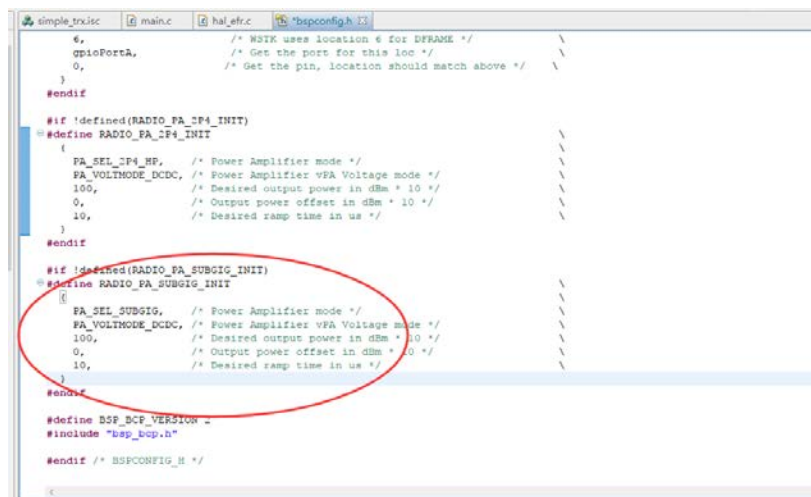 simple_trx.isc main.c hal_efr.c *bspconfig.h
6, /* WSTK uses location 6 for DFRAME */ \
gpioPortA, /* Get the port for this loc */ \
0, /* Get the pin, location should match above */ \
}
#endif
#if !defined(RADIO_PA_2P4_INIT)
#define RADIO_PA_2P4_INIT \
{ \
PA_SEL_2P4_HP, /* Power Amplifier mode */ \
PA_VOLTMODE_DCDC, /* Power Amplifier vPA Voltage mode */ \
100, /* Desired output power in dBm * 10 */ \
0, /* Output power offset in dBm * 10 */ \
10, /* Desired ramp time in us */ \
}
#endif
#if !defined(RADIO_PA_SUBGIG_INIT)
#define RADIO_PA_SUBGIG_INIT \
{ \
PA_SEL_SUBGIG, /* Power Amplifier mode */ \
PA_VOLTMODE_DCDC, /* Power Amplifier vPA Voltage mode */ \
100, /* Desired output power in dBm * 10 */ \
0, /* Output power offset in dBm * 10 */ \
10, /* Desired ramp time in us */ \
}
#endif
#define BSP_BCP_VERSION 2
#include "bsp_bcp.h"
#endif /* BSPCONFIG_H */